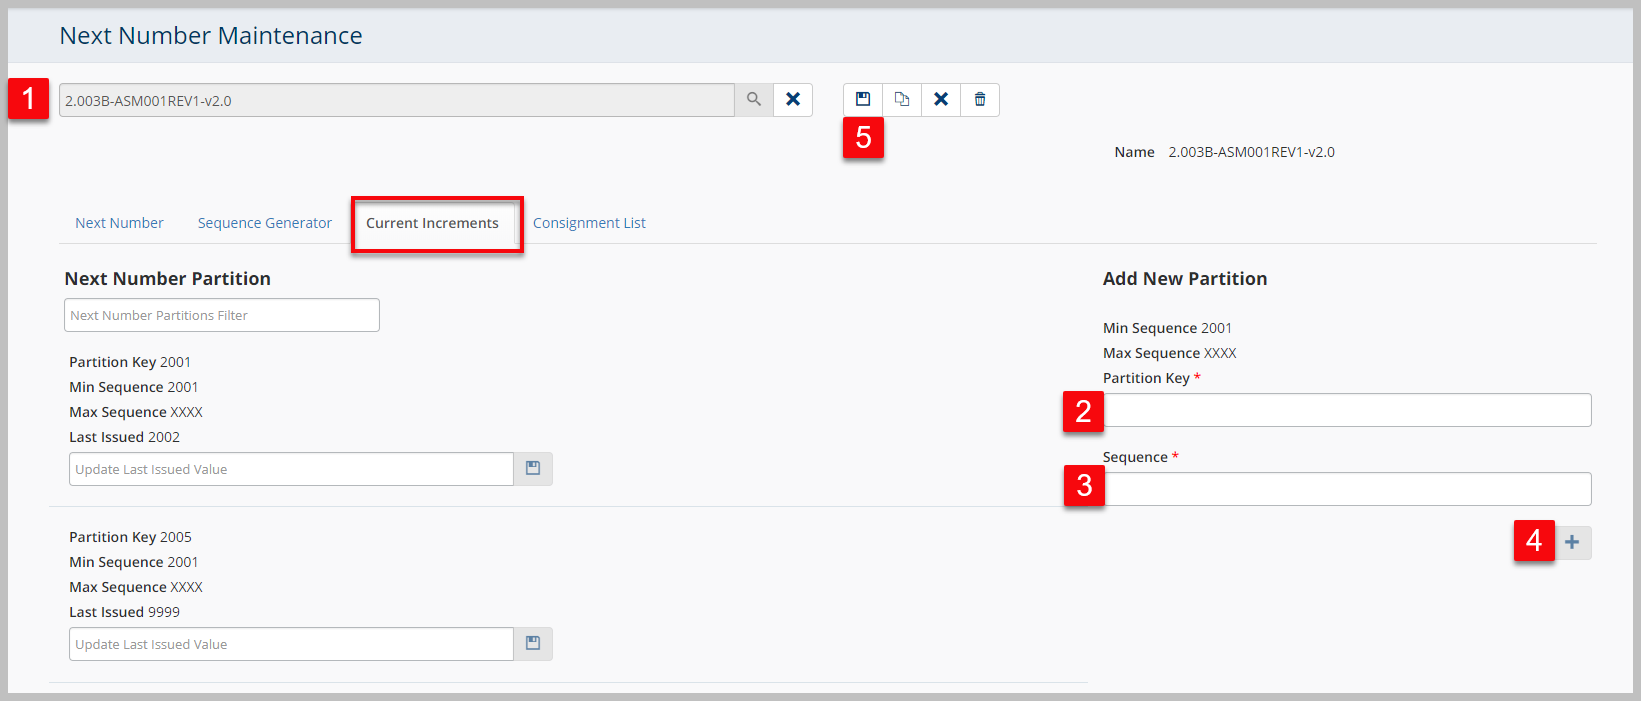 Next Number Maintenance
1
2.003B-ASM001REV1-v2.0
5
Name 2.003B-ASM001REV1-v2.0
Next Number Sequence Generator Current Increments Consignment List
Next Number Partition
Next Number Partitions Filter
Partition Key 2001
Min Sequence 2001
Max Sequence XXXX
Last Issued 2002
Update Last Issued Value
Partition Key 2005
Min Sequence 2001
Max Sequence XXXX
Last Issued 9999
Update Last Issued Value
Add New Partition
Min Sequence 2001
Max Sequence XXXX
Partition Key *
2
Sequence *
3
4